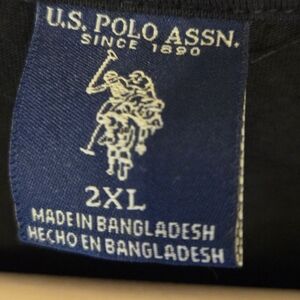 U.S. POLO ASSN.
SINCE 1890
2XL
MADE IN BANGLADESH
HECHO EN BANGLADESH